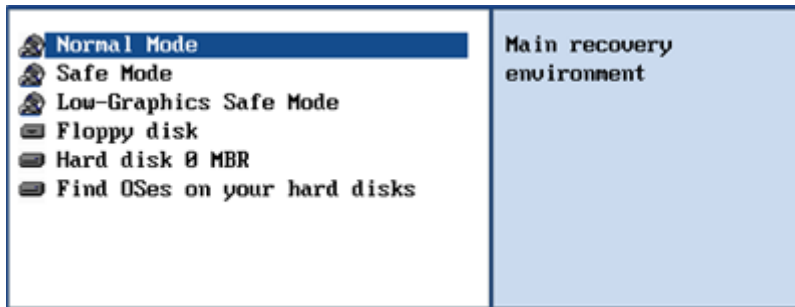 Normal Mode
Safe Mode
Low-Graphics Safe Mode
Floppy disk
Hard disk 0 MBR
Find OSes on your hard disks
Main recovery
environment